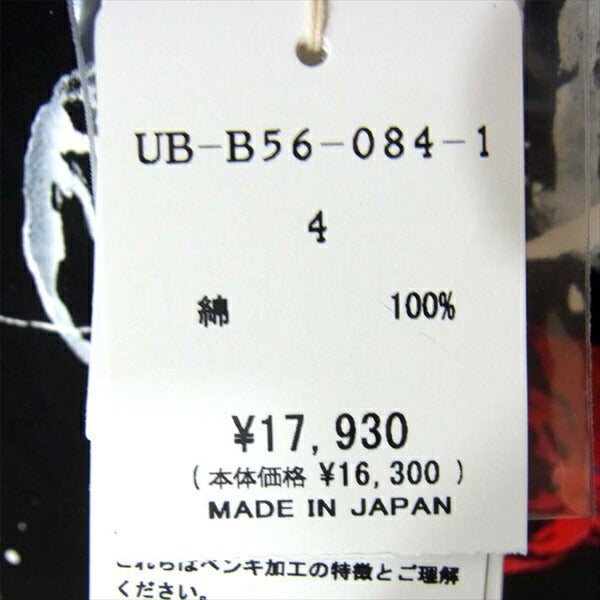 UB-B56-084-1
4
綿 100%
¥17,930
(本体価格 ¥16,300 )
MADE IN JAPAN
これらはペンキ加工の特徴とご理解
ください。